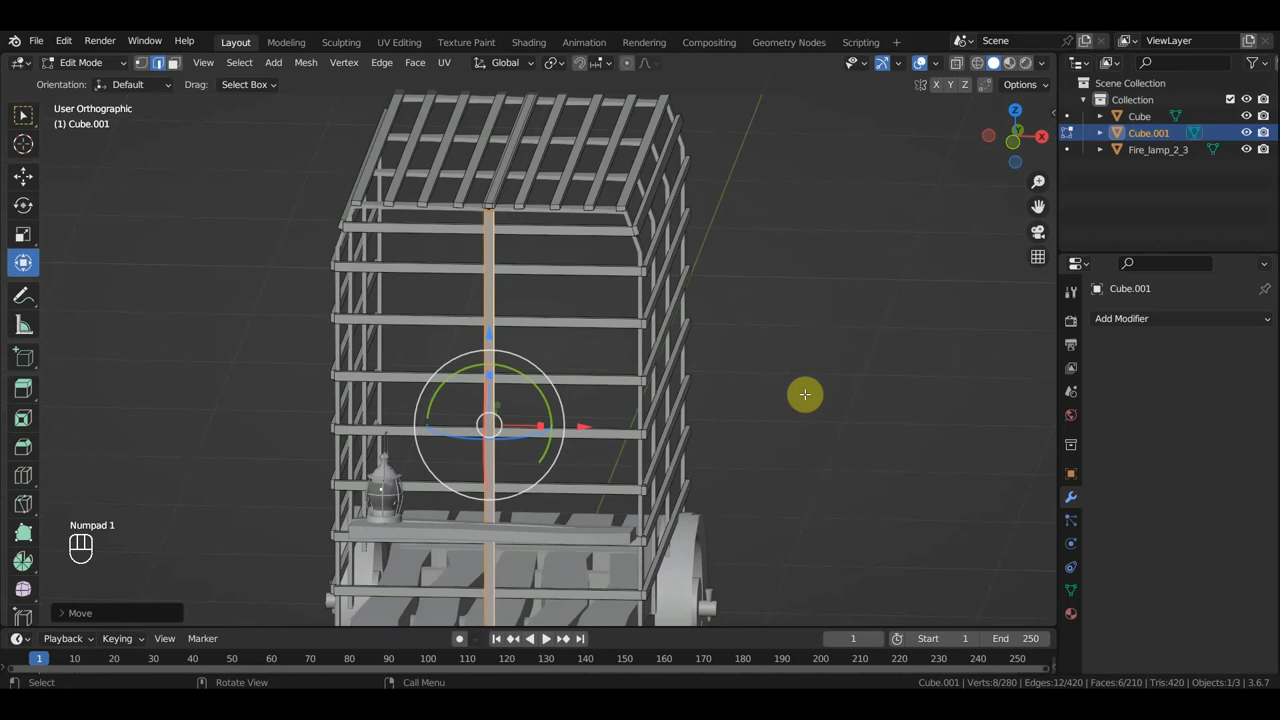 File Edit Render Window Help Layout Modeling Sculpting UV Editing Texture Paint Shading Animation Rendering Compositing Geometry Nodes Scripting + Scene ViewLayer
Edit Mode View Select Add Mesh Vertex Edge Face UV Global
Orientation: Default Drag: Select Box X Y Z Options
User Orthographic
(1) Cube.001
Z
Y
X
Scene Collection
Collection
Cube
Cube.001
Fire_lamp_2_3
Cube.001
Add Modifier
Numpad 1
Move
Playback Keying View Marker 1 Start 1 End 250
1 10 20 30 40 50 60 70 80 90 100 110 120 130 140 150 160 170 180 190 200 210 220 230 240 250
Select Rotate View Call Menu Cube.001 | Verts:8/280 | Edges:12/420 | Faces:6/210 | Tris:420 | Objects:1/3 | 3.6.7